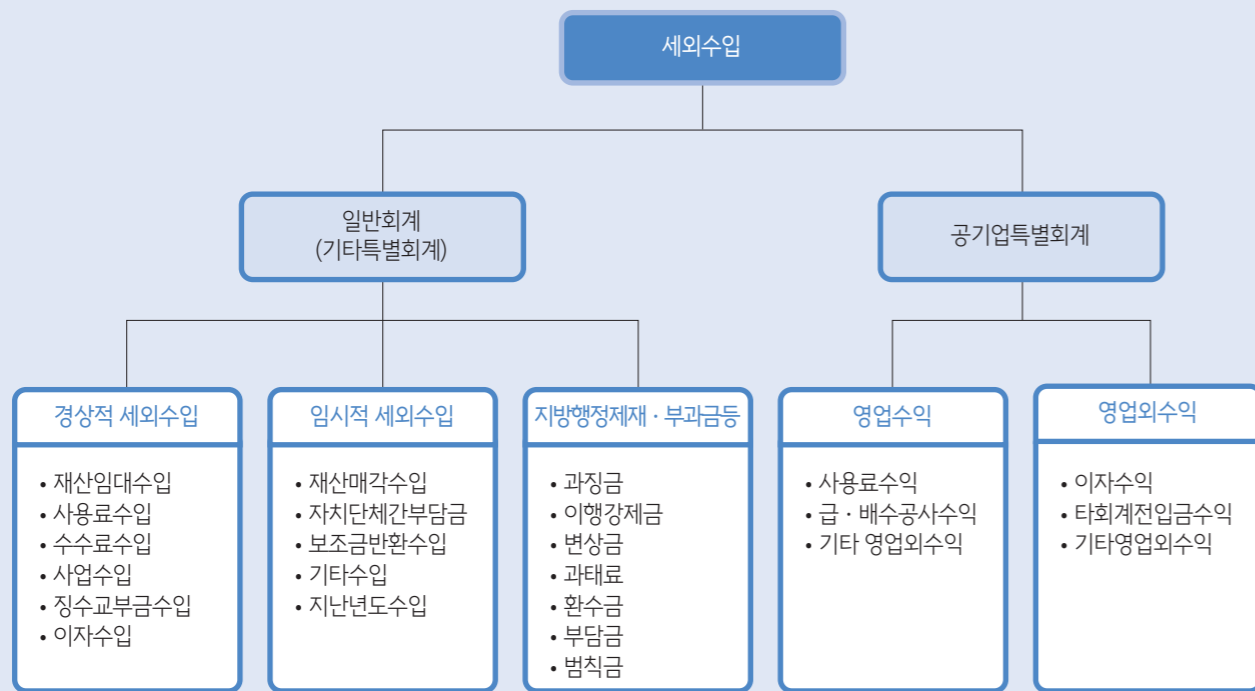 세외수입
일반회계
(기타특별회계)
공기업특별회계
경상적 세외수입
• 재산임대수입
• 사용료수입
• 수수료수입
• 사업수입
• 징수교부금수입
• 이자수입
임시적 세외수입
• 재산매각수입
• 자치단체간부담금
• 보조금반환수입
• 기타수입
• 지난년도수입
지방행정제재 · 부과금등
• 과징금
• 이행강제금
• 변상금
• 과태료
• 환수금
• 부담금
• 범칙금
영업수익
• 사용료수익
• 급 · 배수공사수익
• 기타 영업외수익
영업외수익
• 이자수익
• 타회계전입금수익
• 기타영업외수익